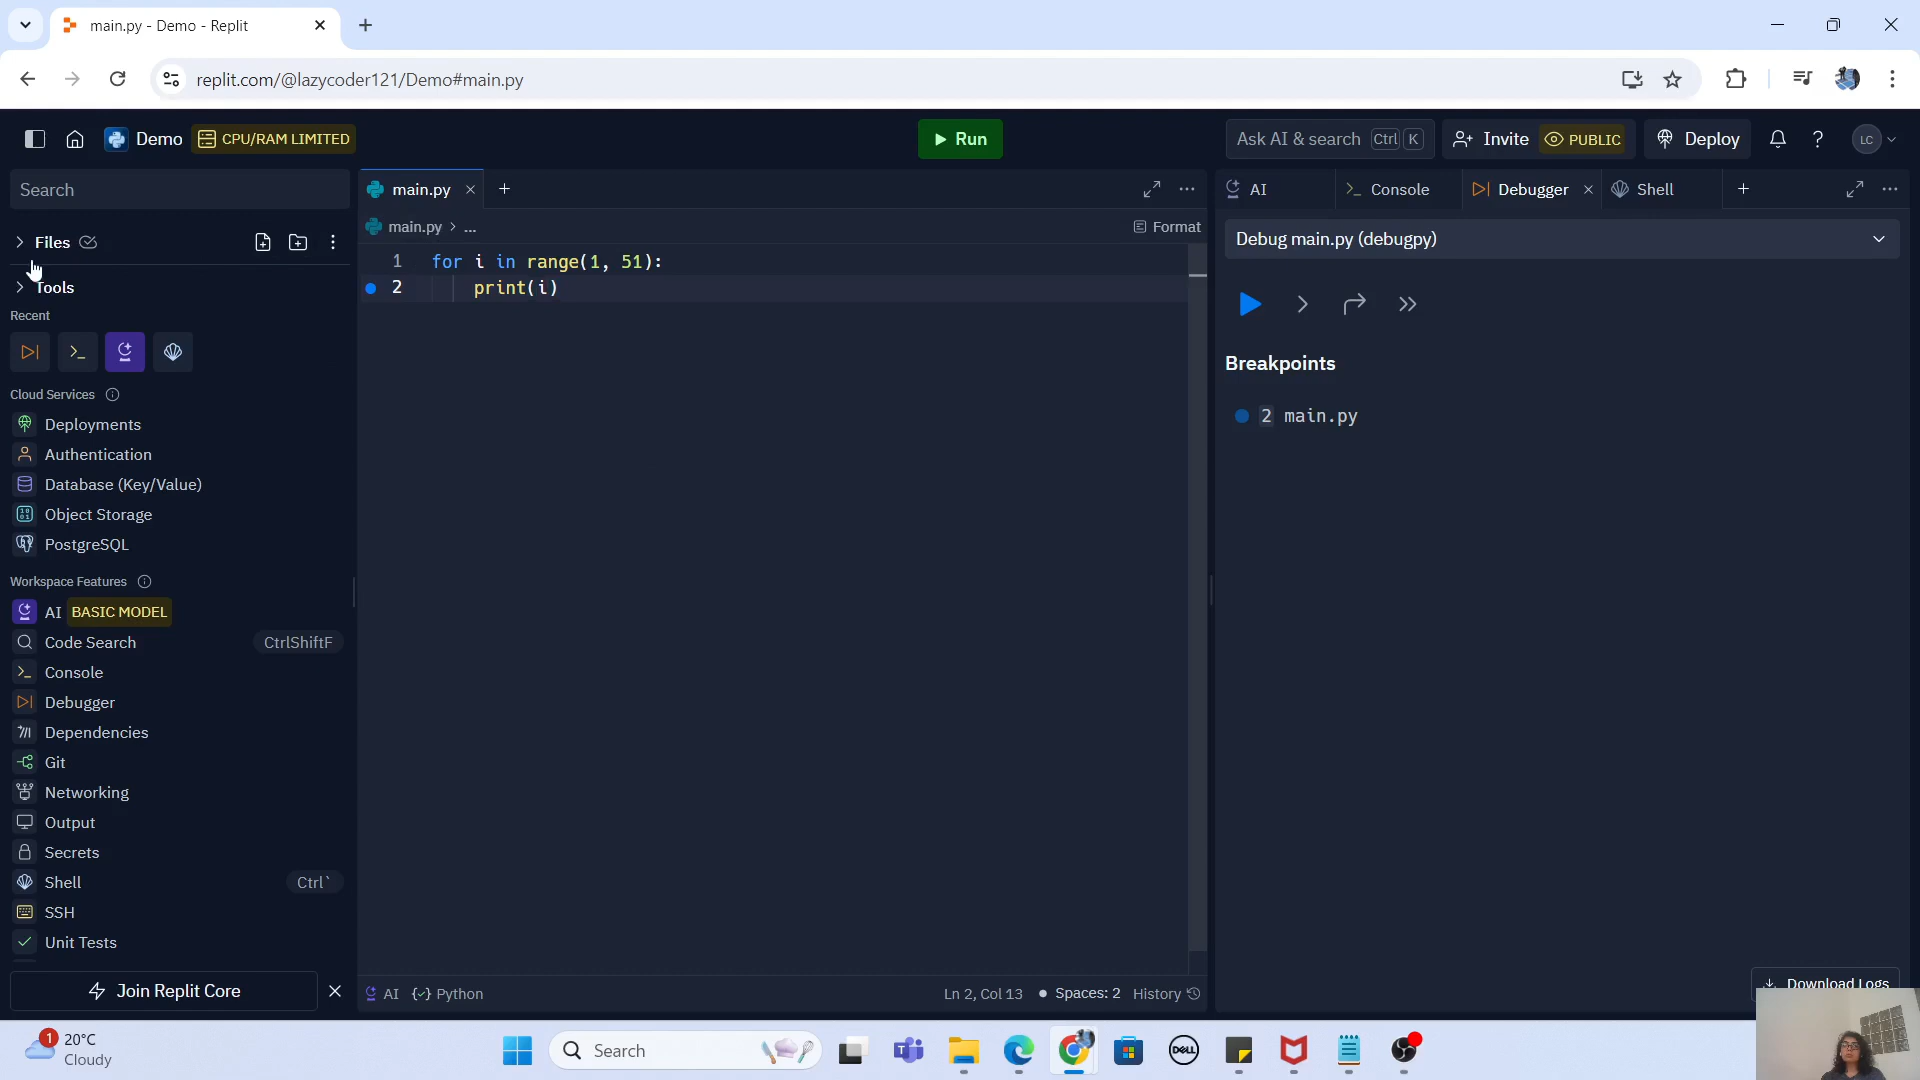 main.py - Demo - Replit
replit.com/@lazycoder121/Demo#main.py
Demo CPU/RAM LIMITED
Run
Ask AI & search Ctrl K
Invite PUBLIC
Deploy
LC
Search
Files
Tools
Recent
Cloud Services
Deployments
Authentication
Database (Key/Value)
Object Storage
PostgreSQL
Workspace Features
AI BASIC MODEL
Code Search CtrlShiftF
Console
Debugger
Dependencies
Git
Networking
Output
Secrets
Shell Ctrl`
SSH
Unit Tests
Join Replit Core
main.py
main.py > ...
Format
1 for i in range(1, 51):
2 print(i)
AI Python
Ln 2, Col 13 Spaces: 2 History
AI
Console
Debugger
Shell
Debug main.py (debugpy)
Breakpoints
2 main.py
Download Logs
1
20°C
Cloudy
Search
DELL